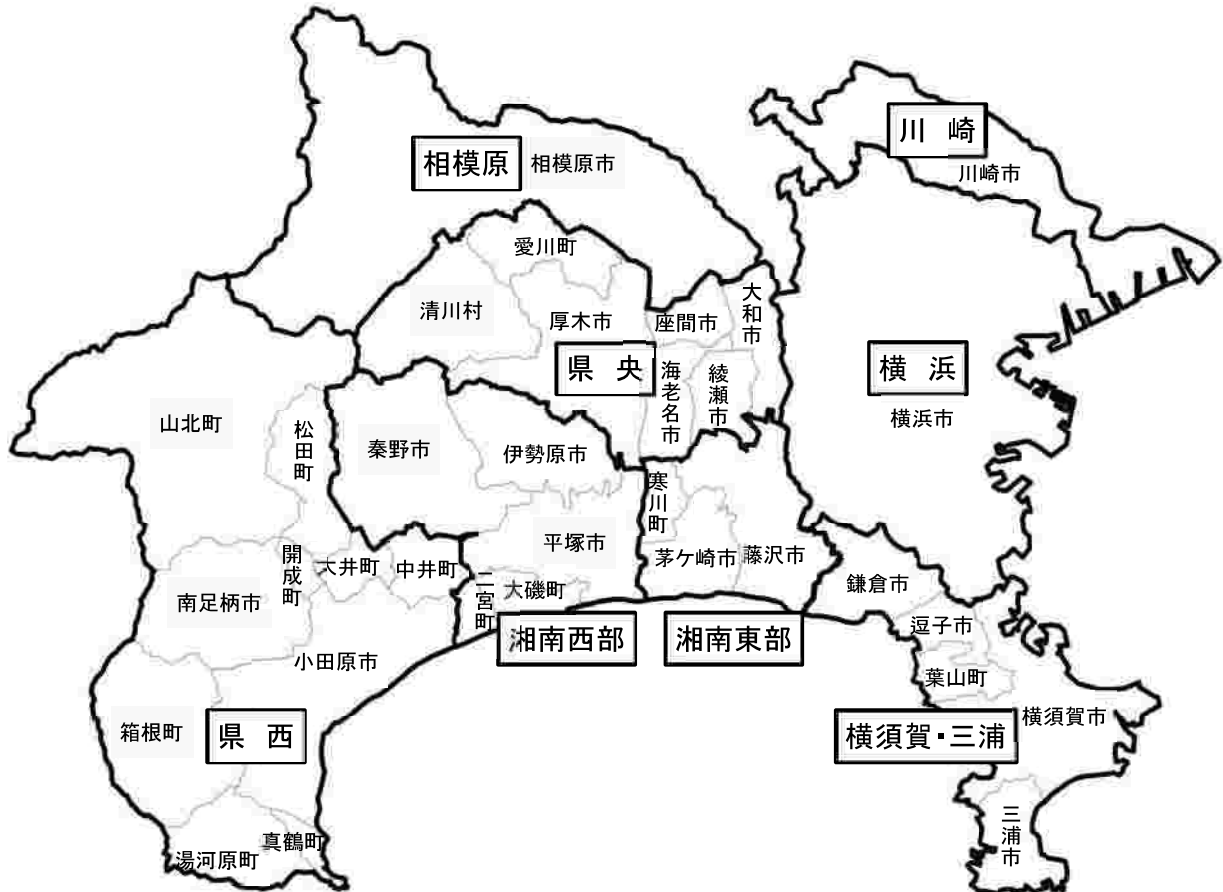 川 崎
川崎市
相模原
相模原市
愛川町
清川村
厚木市
座間市
大和市
県 央
海老名市
綾瀬市
横 浜
横浜市
山北町
松田町
秦野市
伊勢原市
寒川町
平塚市
茅ケ崎市
藤沢市
開成町
大井町
中井町
二宮町
大磯町
南足柄市
鎌倉市
逗子市
湘南西部
湘南東部
小田原市
葉山町
箱根町
県 西
横須賀市
横須賀・三浦
真鶴町
湯河原町
三浦市